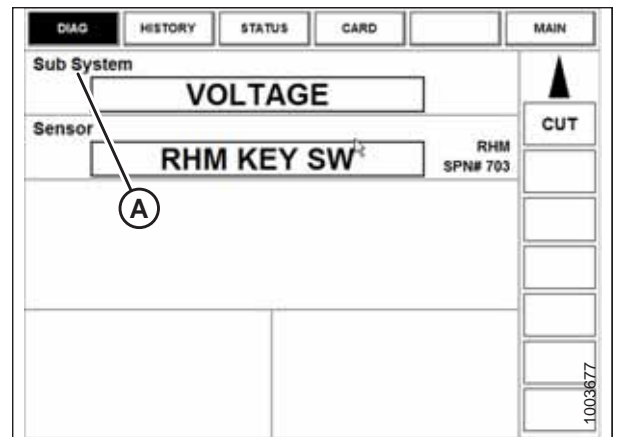 DIAG HISTORY STATUS CARD MAIN
Sub System
VOLTAGE
CUT
Sensor
RHM KEY SW
RHM
SPN# 703
A
1003677